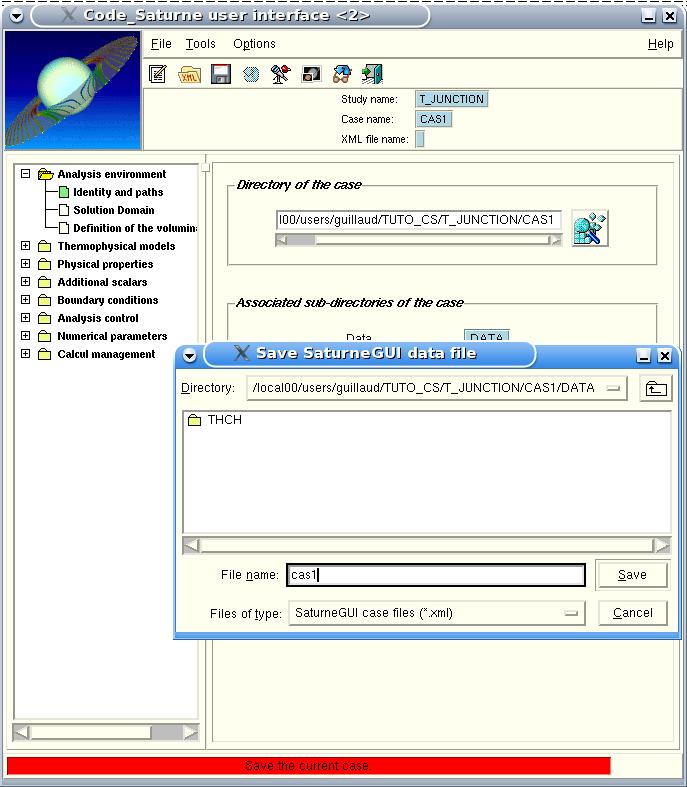 Code_Saturne user interface <2>
File Tools Options Help
XML
Study name: T_JUNCTION
Case name: CAS1
XML file name:
Analysis environment
Identity and paths
Solution Domain
Definition of the volumin
Thermophysical models
Physical properties
Additional scalars
Boundary conditions
Analysis control
Numerical parameters
Calcul management
Directory of the case
l00/users/guillaud/TUTO_CS/T_JUNCTION/CAS1
Associated sub-directories of the case
Data DATA
Save SaturneGUI data file
Directory: /local00/users/guillaud/TUTO_CS/T_JUNCTION/CAS1/DATA
THCH
File name: cas1 Save
Files of type: SaturneGUI case files (*.xml) Cancel
Save the current case.